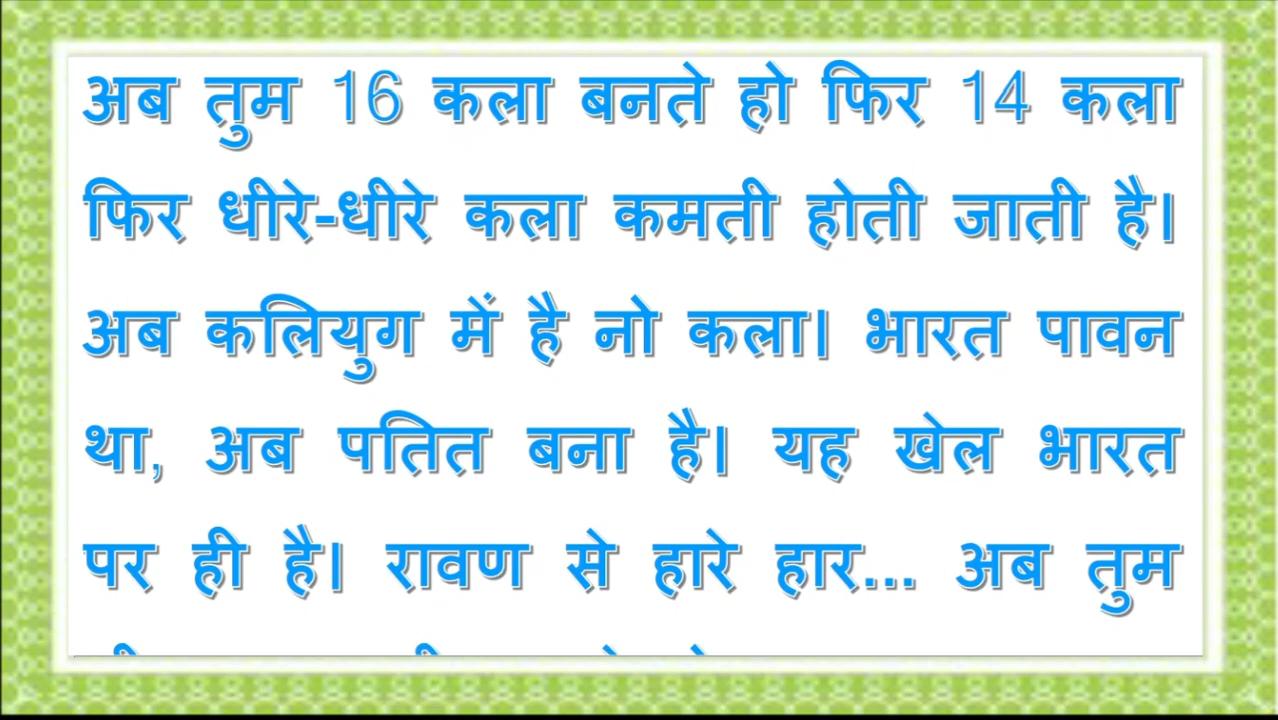 अब तुम 16 कला बनते हो फिर 14 कला
फिर धीरे-धीरे कला कमती होती जाती है।
अब कलियुग में है नो कला। भारत पावन
था, अब पतित बना है। यह खेल भारत
पर ही है। रावण से हारे हार... अब तुम